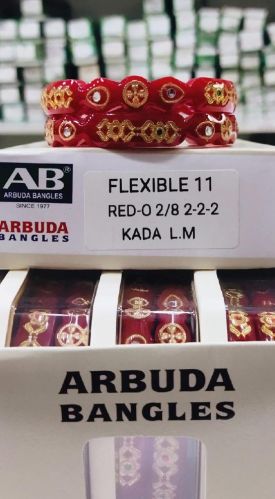 AB®
ARBUDA BANGLES
SINCE 1977
ARBUDA
BANGLES
FLEXIBLE 11
RED-O 2/8 2-2-2
KADA L.M
ARBUDA
BANGLES